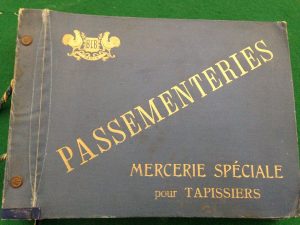 PASSEMENTERIES
MERCERIE SPÉCIALE
pour TAPISSIERS